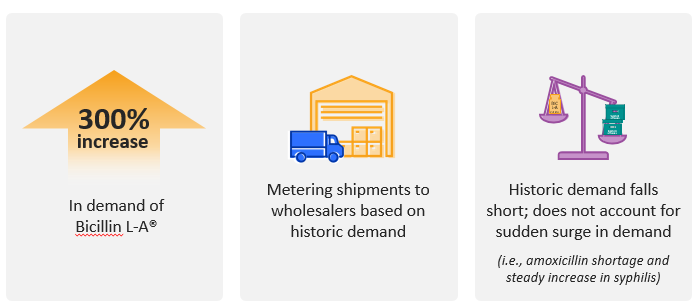 300%
increase
In demand of
Bicillin L-A®
Metering shipments to
wholesalers based on
historic demand
Historic demand falls
short; does not account for
sudden surge in demand
(i.e., amoxicillin shortage and
steady increase in syphilis)